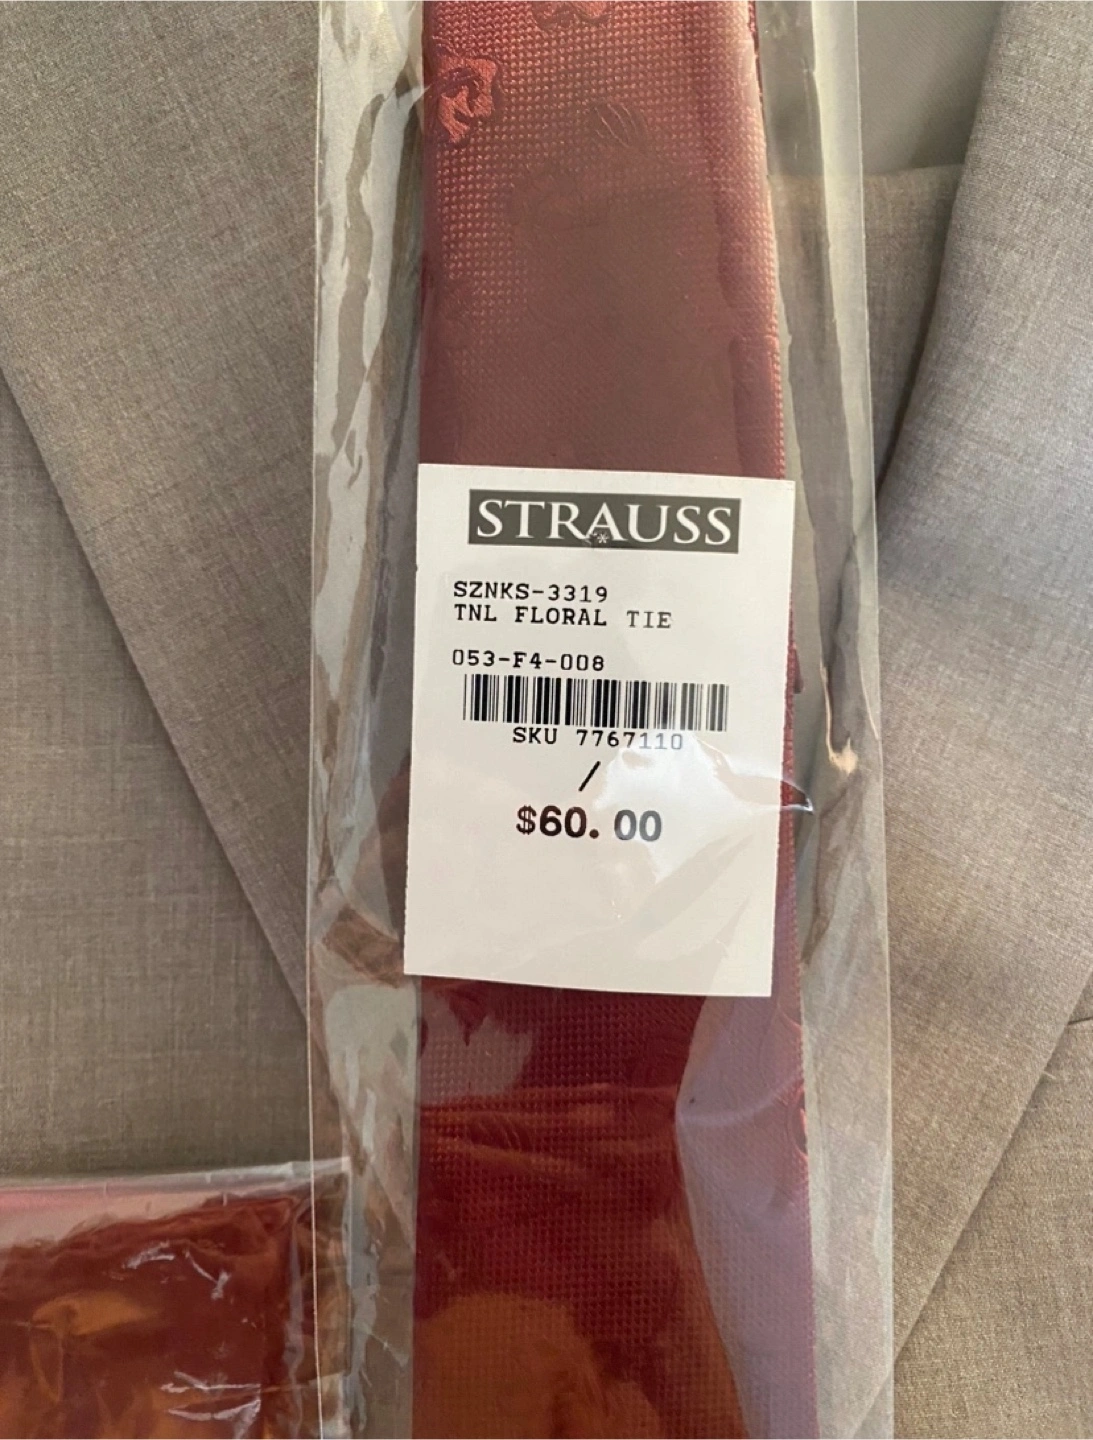 STRAUSS
SZNKS-3319
TNL FLORAL TIE
053-F4-008
SKU 7767110
/
$60.00